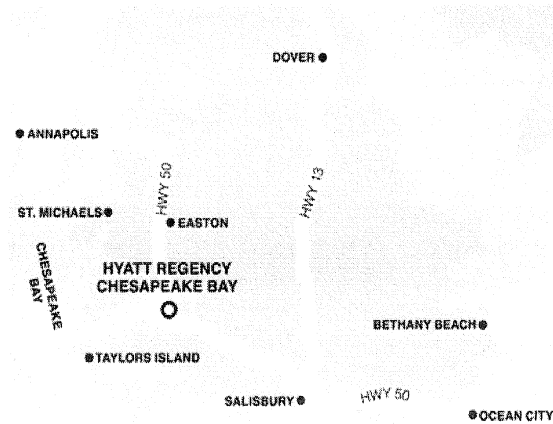 DOVER
ANNAPOLIS
HWY 50
HWY 13
ST. MICHAELS
EASTON
CHESAPEAKE
BAY
HYATT REGENCY
CHESAPEAKE BAY
BETHANY BEACH
TAYLORS ISLAND
SALISBURY
HWY 50
OCEAN CITY